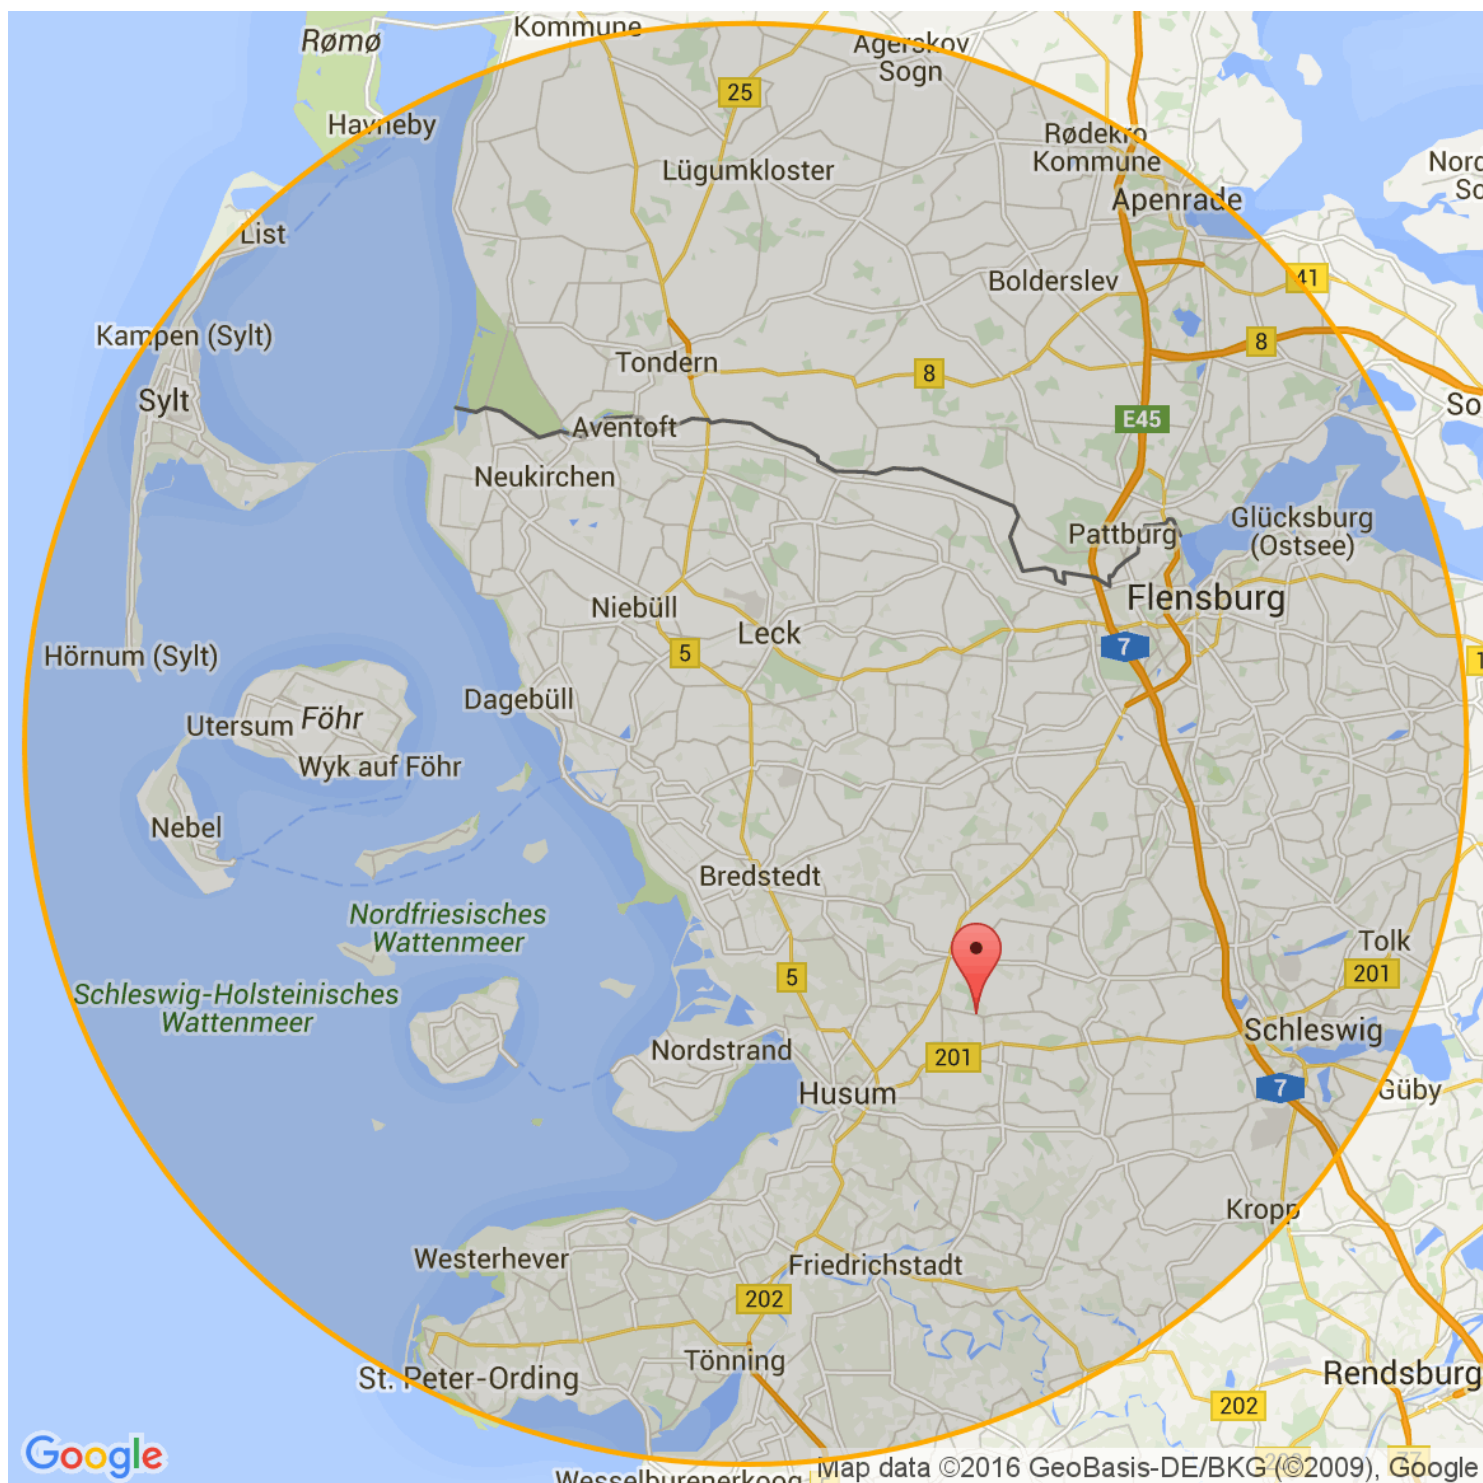 Kommune
Rømø
Agerskov
Sogn
25
Havneby
Rødekro
Kommune
Lügumkloster
Apenrade
List
Bolderslev
41
Kampen (Sylt)
8
Tondern
8
Sylt
E45
Aventoft
Neukirchen
Glücksburg
(Ostsee)
Pattburg
Flensburg
Niebüll
Leck
7
5
Hörnum (Sylt)
Dagebüll
Utersum
Föhr
Wyk auf Föhr
Nebel
Bredstedt
Nordfriesisches
Wattenmeer
Tolk
201
5
Schleswig-Holsteinisches
Wattenmeer
Schleswig
Nordstrand
201
Husum
7
Güby
Kropp
Westerhever
Friedrichstadt
202
Tönning
St. Peter-Ording
Rendsburg
202
Google
Map data ©2016 GeoBasis-DE/BKG (©2009), Google
Wesselburenerkoog